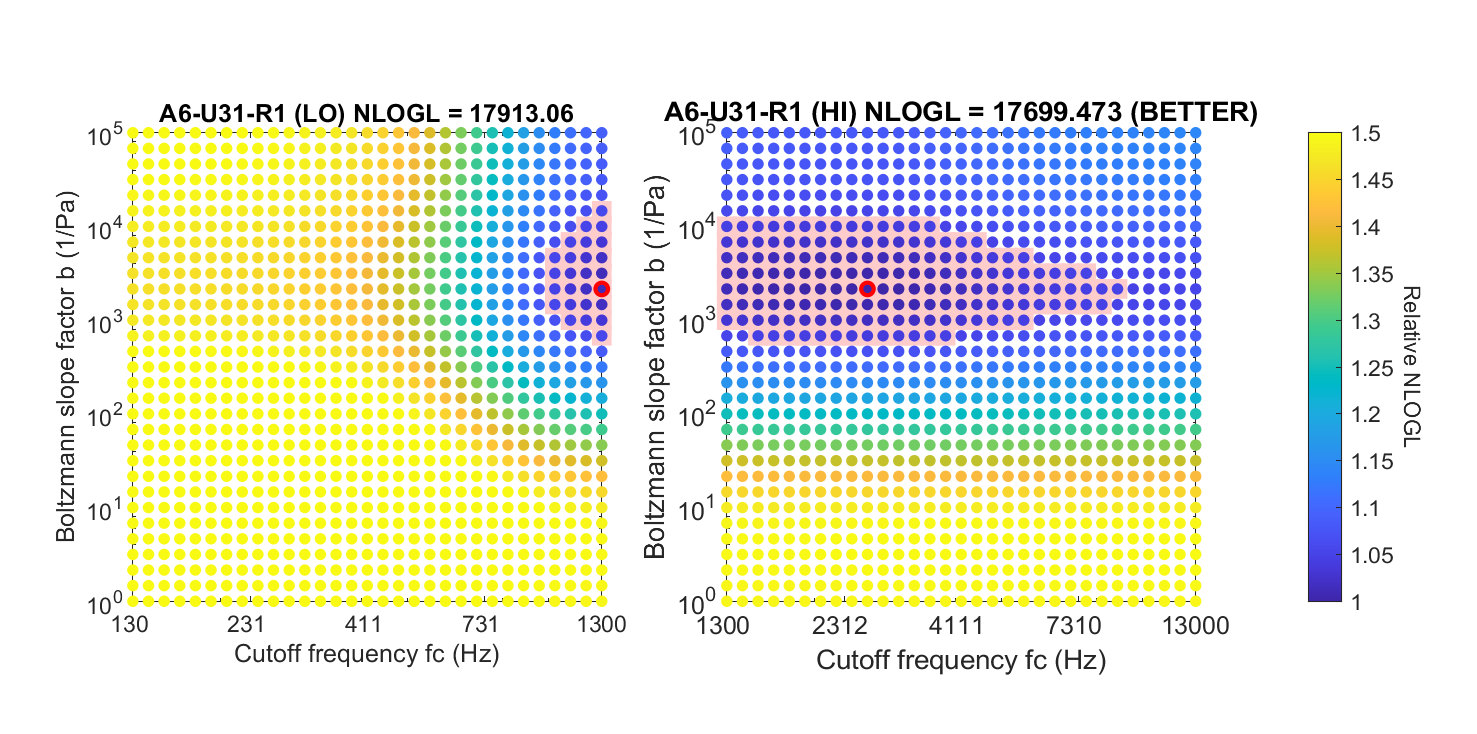 A6-U31-R1 (LO) NLOGL = 17913.06
Boltzmann slope factor b (1/Pa)
10^5
10^4
10^3
10^2
10^1
10^0
130 231 411 731 1300
Cutoff frequency fc (Hz)
A6-U31-R1 (HI) NLOGL = 17699.473 (BETTER)
Boltzmann slope factor b (1/Pa)
10^5
10^4
10^3
10^2
10^1
10^0
1300 2312 4111 7310 13000
Cutoff frequency fc (Hz)
1.5
1.45
1.4
1.35
1.3
1.25
1.2
1.15
1.1
1.05
1
Relative NLOGL